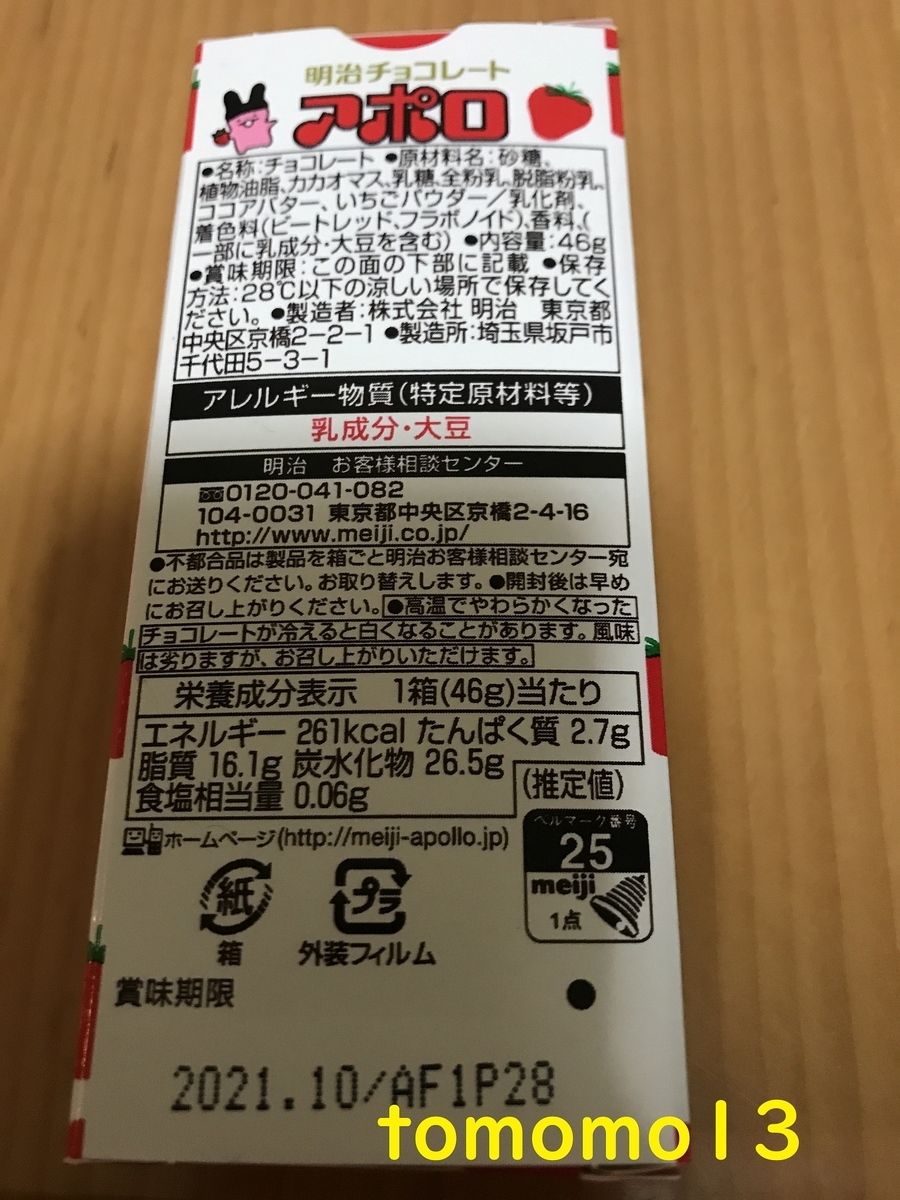 明治チョコレート
アポロ
●名称:チョコレート ●原材料名:砂糖、
植物油脂、カカオマス、乳糖、全粉乳、脱脂粉乳、
ココアバター、いちごパウダー/乳化剤、
着色料(ビートレッド、フラボノイド)、香料、(
一部に乳成分・大豆を含む) ●内容量:46g
●賞味期限:この面の下部に記載 ●保存
方法:28℃以下の涼しい場所で保存してく
ださい。●製造者:株式会社 明治 東京都
中央区京橋2-2-1 ●製造所:埼玉県坂戸市
千代田5-3-1
アレルギー物質(特定原材料等)
乳成分・大豆
明治 お客様相談センター
0120-041-082
104-0031 東京都中央区京橋2-4-16
http://www.meiji.co.jp/
●不都合品は製品を箱ごと明治お客様相談センター宛
にお送りください。お取り替えします。●開封後は早め
にお召し上がりください。●高温でやわらかくなった
チョコレートが冷えると白くなることがあります。風味
は劣りますが、お召し上がりいただけます。
栄養成分表示 1箱(46g)当たり
エネルギー 261kcal たんぱく質 2.7g
脂質 16.1g 炭水化物 26.5g
食塩相当量 0.06g
(推定値)
ホームページ(http://meiji-apollo.jp)
ベルマーク番号
25
meiji
1点
紙
箱
プラ
外装フィルム
賞味期限
2021.10/AF1P28
tomomo13